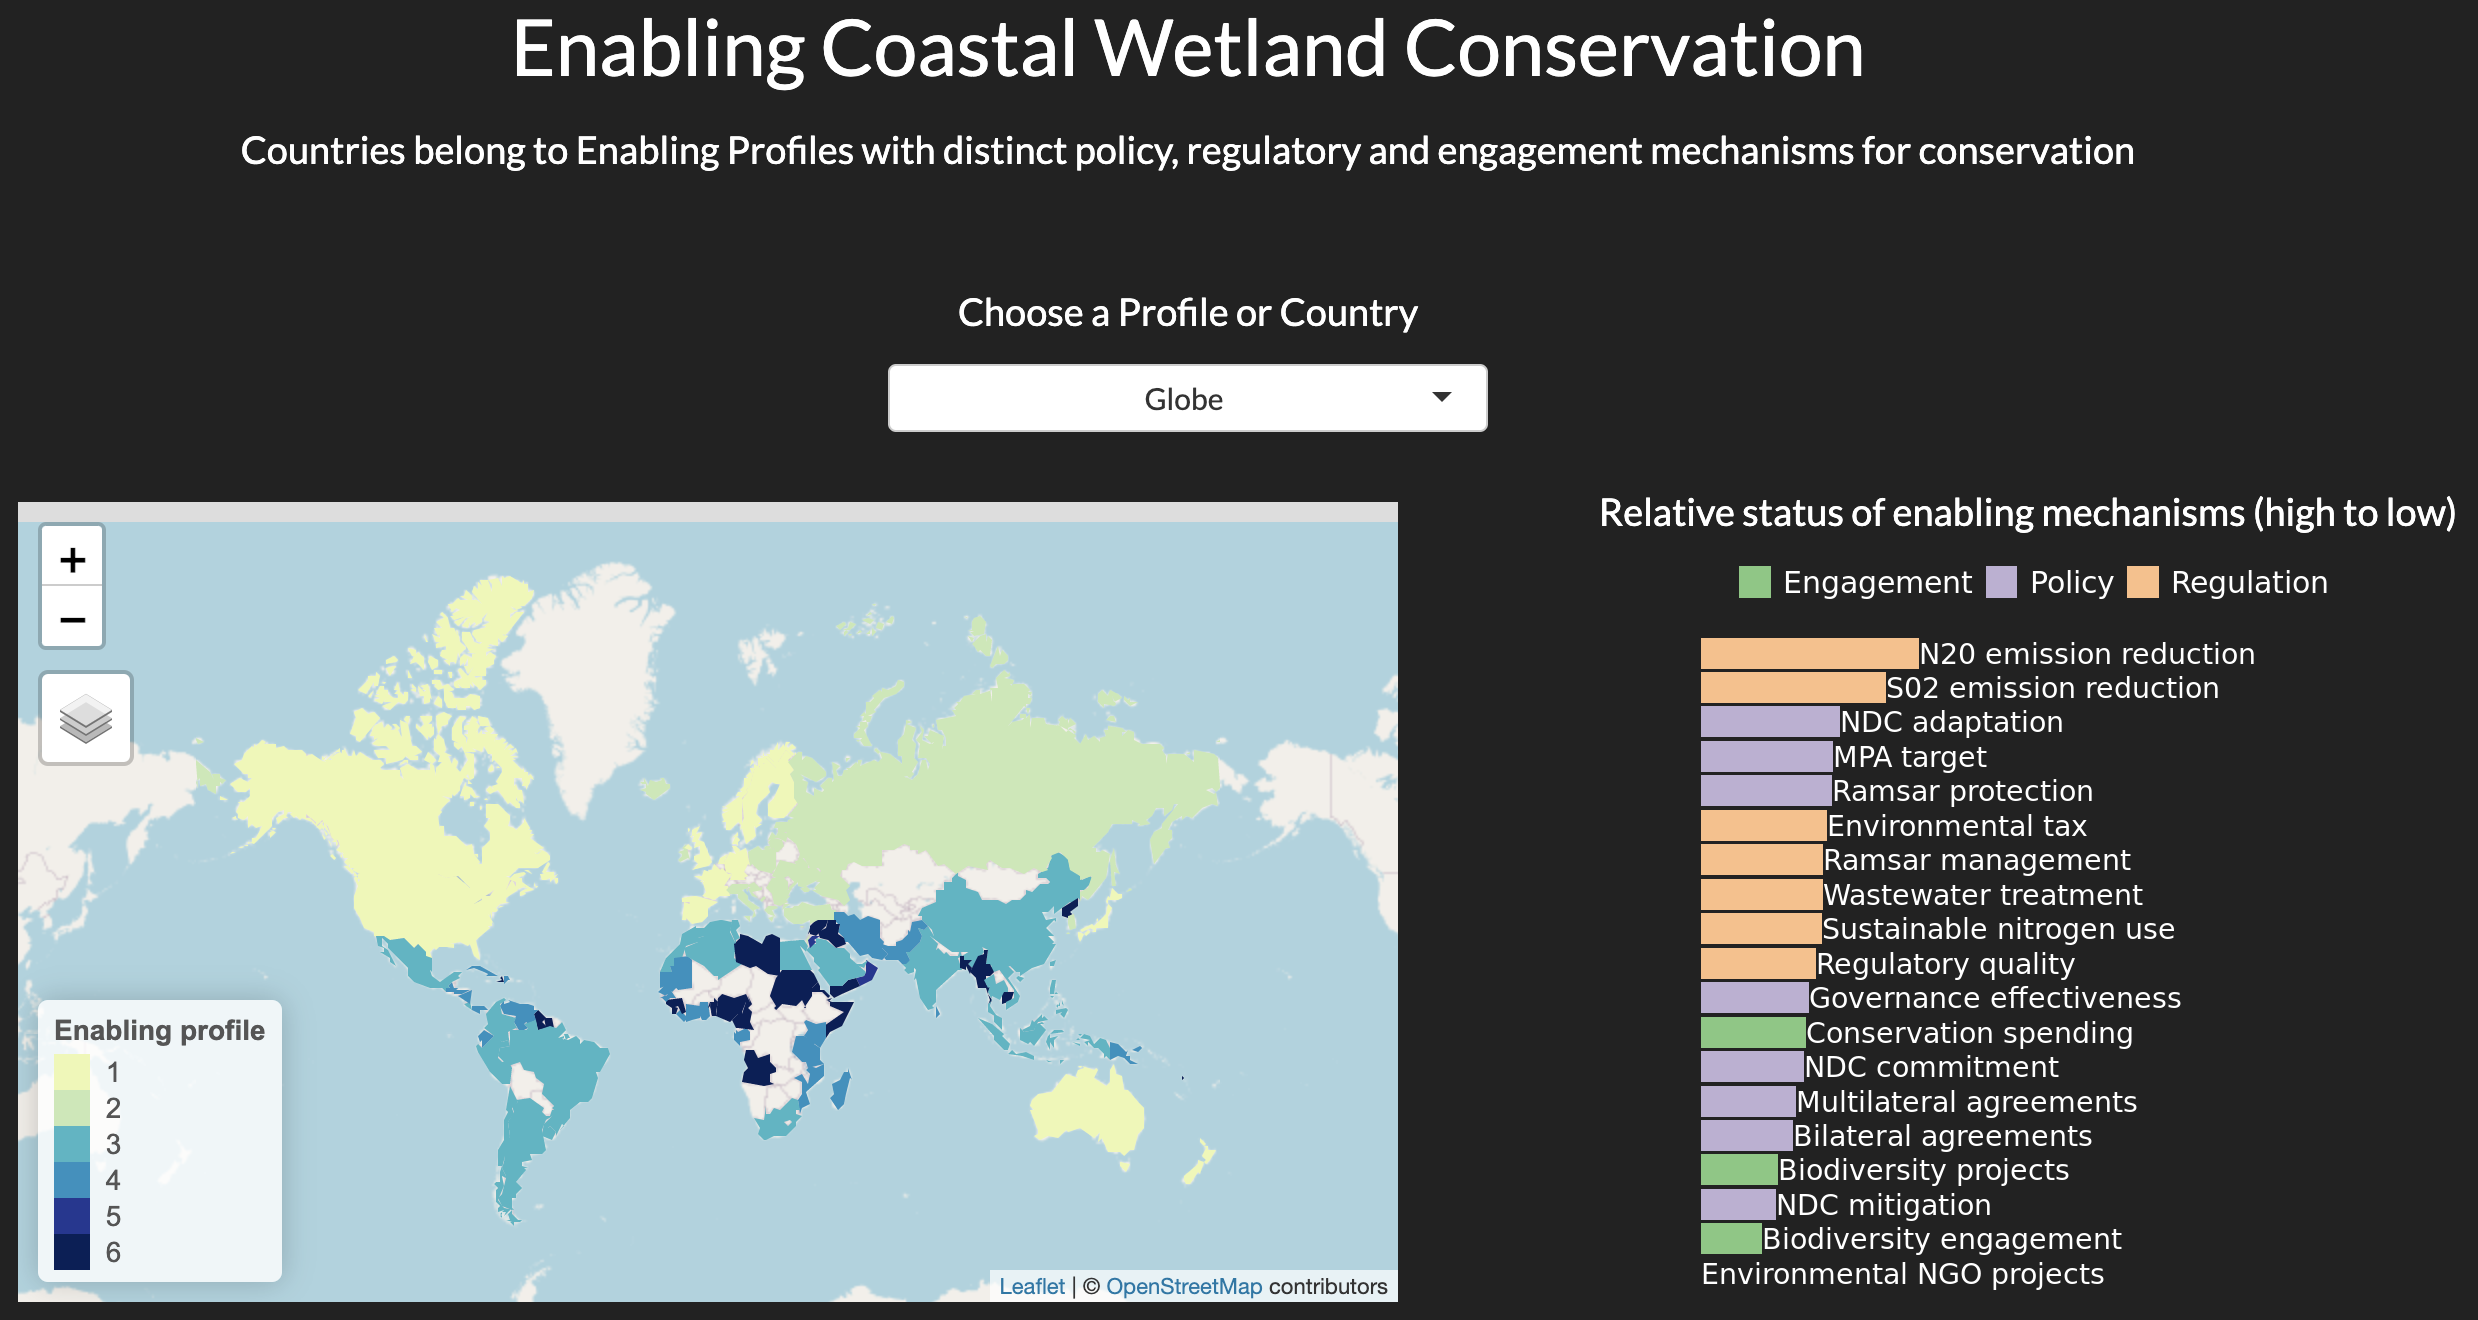 Enabling Coastal Wetland Conservation
Countries belong to Enabling Profiles with distinct policy, regulatory and engagement mechanisms for conservation
Choose a Profile or Country
Globe
+
−
Enabling profile
1
2
3
4
5
6
Leaflet | © OpenStreetMap contributors
Relative status of enabling mechanisms (high to low)
Engagement Policy Regulation
N20 emission reduction
S02 emission reduction
NDC adaptation
MPA target
Ramsar protection
Environmental tax
Ramsar management
Wastewater treatment
Sustainable nitrogen use
Regulatory quality
Governance effectiveness
Conservation spending
NDC commitment
Multilateral agreements
Bilateral agreements
Biodiversity projects
NDC mitigation
Biodiversity engagement
Environmental NGO projects